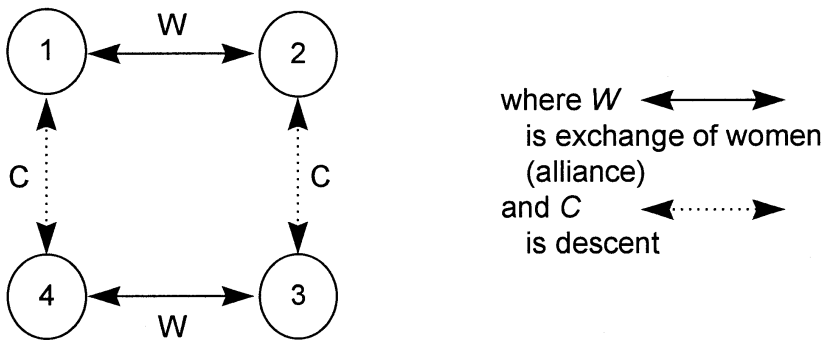 W
1
2
C
C
4
3
W
where W
is exchange of women
(alliance)
and C
is descent